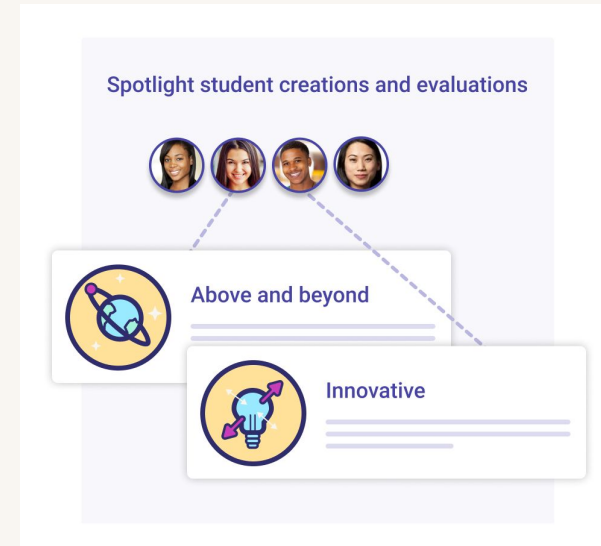 Spotlight student creations and evaluations
Above and beyond
Innovative